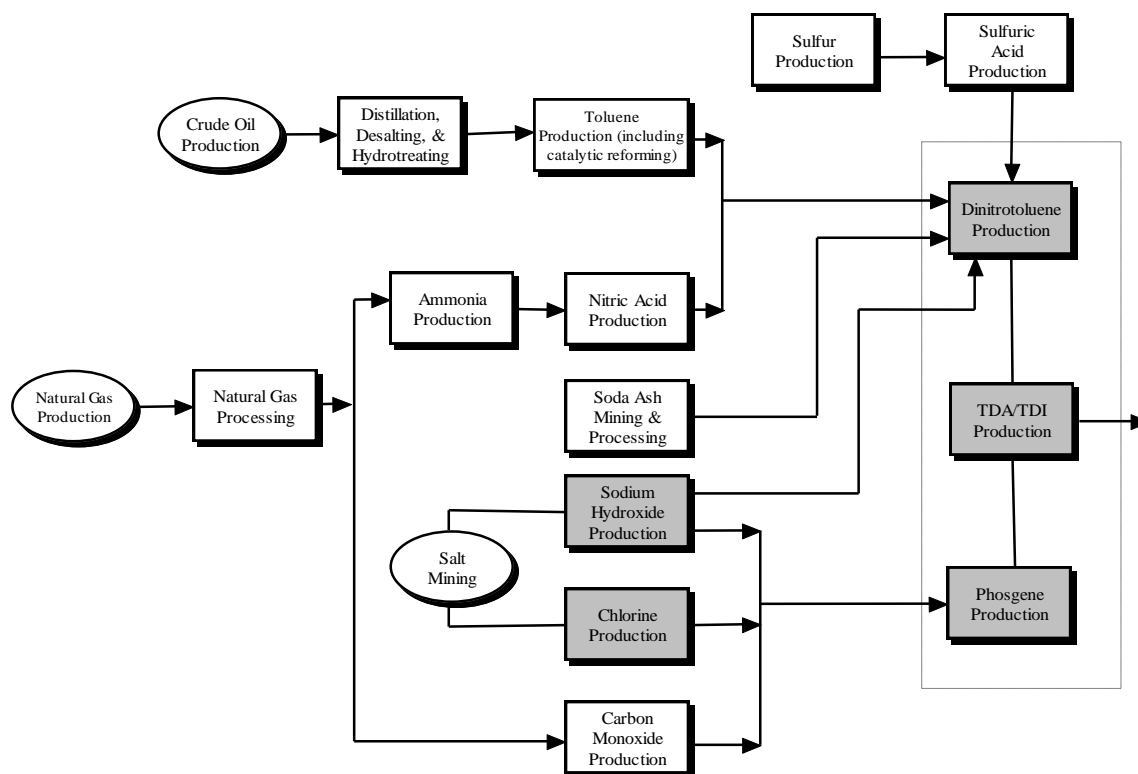 Sulfur
Production
Sulfuric
Acid
Production
Crude Oil
Production
Distillation,
Desalting, &
Hydrotreating
Toluene
Production (including
catalytic reforming)
Dinitrotoluene
Production
Ammonia
Production
Nitric Acid
Production
Natural Gas
Production
Natural Gas
Processing
Soda Ash
Mining &
Processing
TDA/TDI
Production
Sodium
Hydroxide
Production
Salt
Mining
Chlorine
Production
Phosgene
Production
Carbon
Monoxide
Production